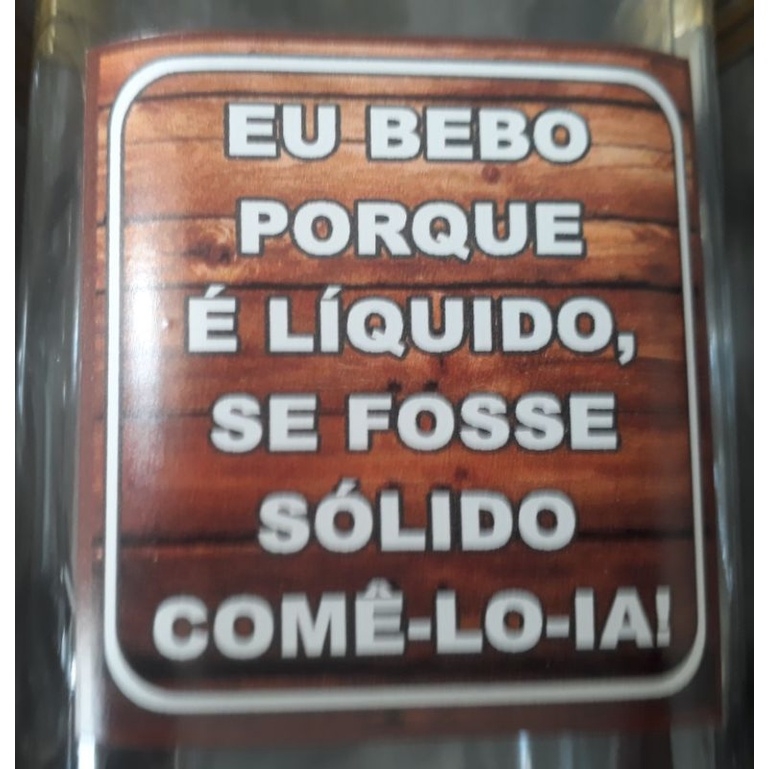 EU BEBO
PORQUE
É LÍQUIDO,
SE FOSSE
SÓLIDO
COMÊ-LO-IA!